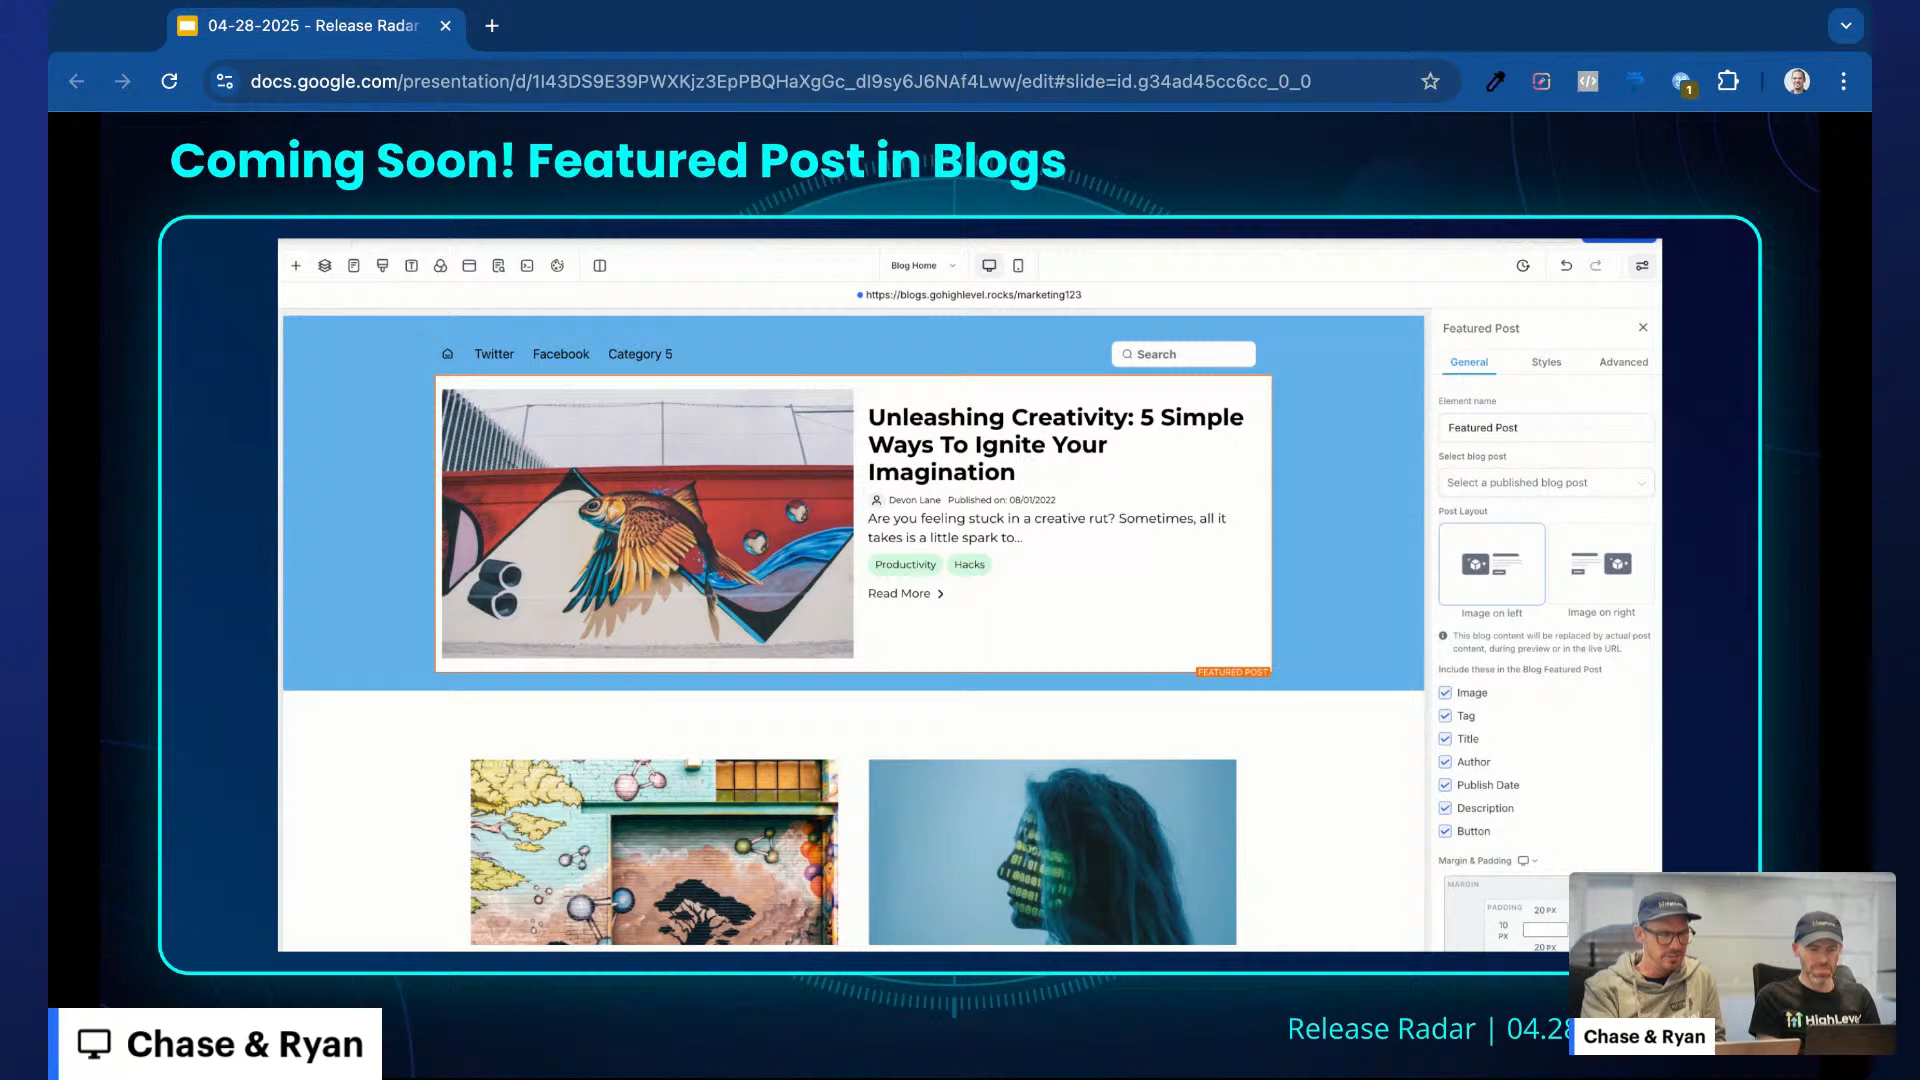 04-28-2025 - Release Radar
docs.google.com/presentation/d/1I43DS9E39PWXKjz3EpPBQHaXgGc_dI9sy6J6NAf4Lww/edit#slide=id.g34ad45cc6cc_0_0
1
Coming Soon! Featured Post in Blogs
Blog Home
https://blogs.gohighlevel.rocks/marketing123
Twitter Facebook Category 5
Search
Unleashing Creativity: 5 Simple
Ways To Ignite Your
Imagination
Devon Lane Published on: 08/01/2022
Are you feeling stuck in a creative rut? Sometimes, all it
takes is a little spark to...
Productivity Hacks
Read More
FEATURED POST
Featured Post
General Styles Advanced
Element name
Featured Post
Select blog post
Select a published blog post
Post Layout
Image on left Image on right
This blog content will be replaced by actual post
content, during preview or in the live URL
Include these in the Blog Featured Post
Image
Tag
Title
Author
Publish Date
Description
Button
Margin & Padding
MARGIN
PADDING 20 PX
10
PX
20 PX
Release Radar | 04.28
HighLevel
Chase & Ryan
Chase & Ryan